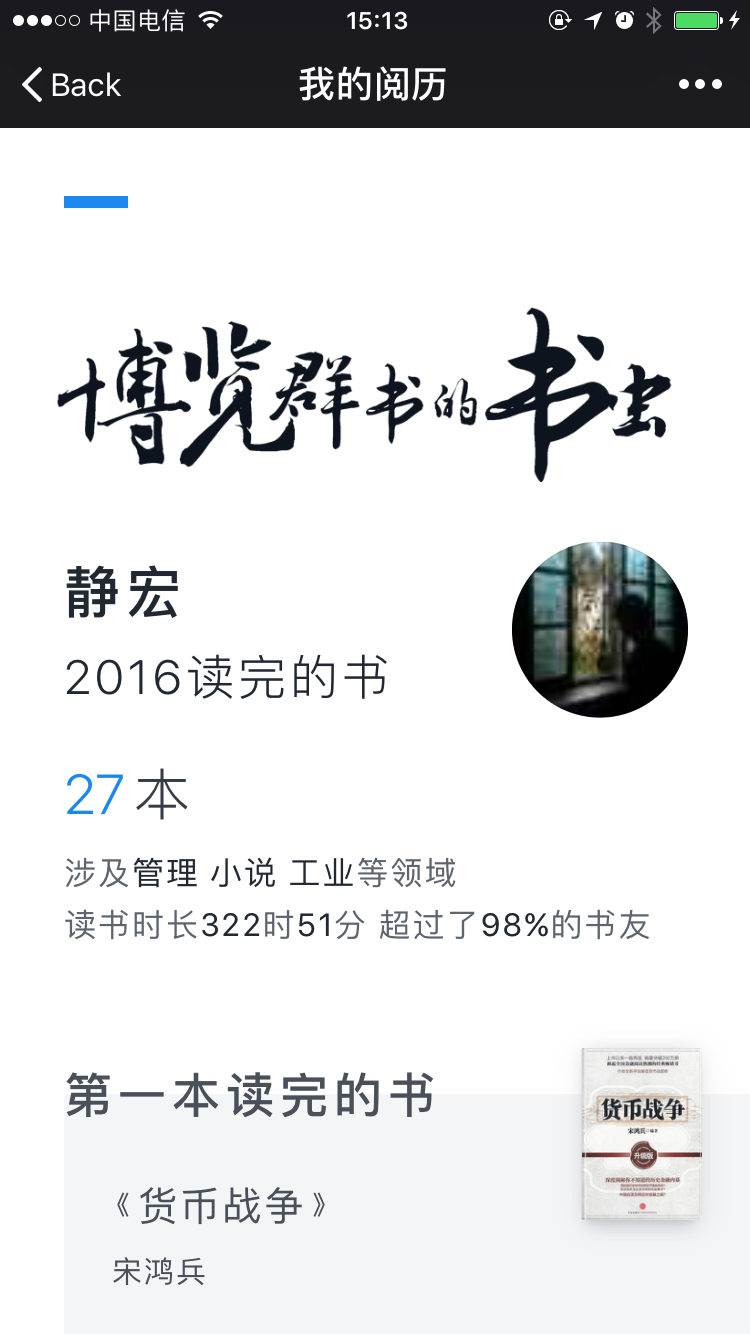 中国电信
15:13
Back
我的阅历
博览群书的书虫
静宏
2016读完的书
27本
涉及管理 小说 工业等领域
读书时长322时51分 超过了98%的书友
第一本读完的书
货币战争
宋鸿兵
升级版
《货币战争》
宋鸿兵